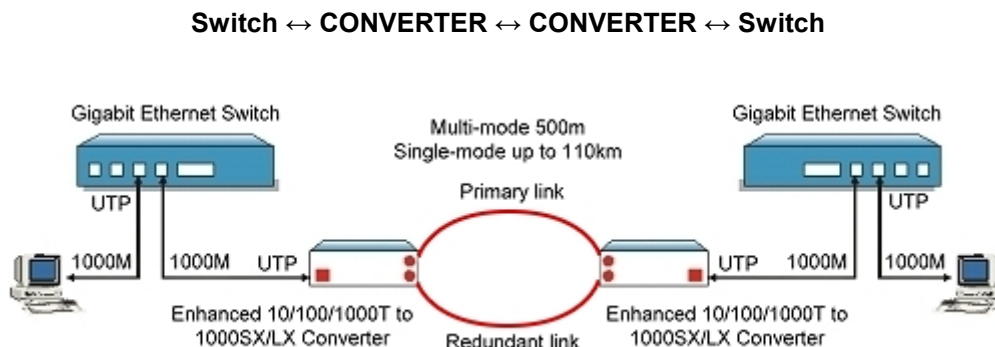 Switch ↔ CONVERTER ↔ CONVERTER ↔ Switch
Gigabit Ethernet Switch
Gigabit Ethernet Switch
Multi-mode 500m
Single-mode up to 110km
UTP
UTP
Primary link
1000M
1000M
UTP
UTP
1000M
1000M
Enhanced 10/100/1000T to
1000SX/LX Converter
Enhanced 10/100/1000T to
1000SX/LX Converter
Redundant link